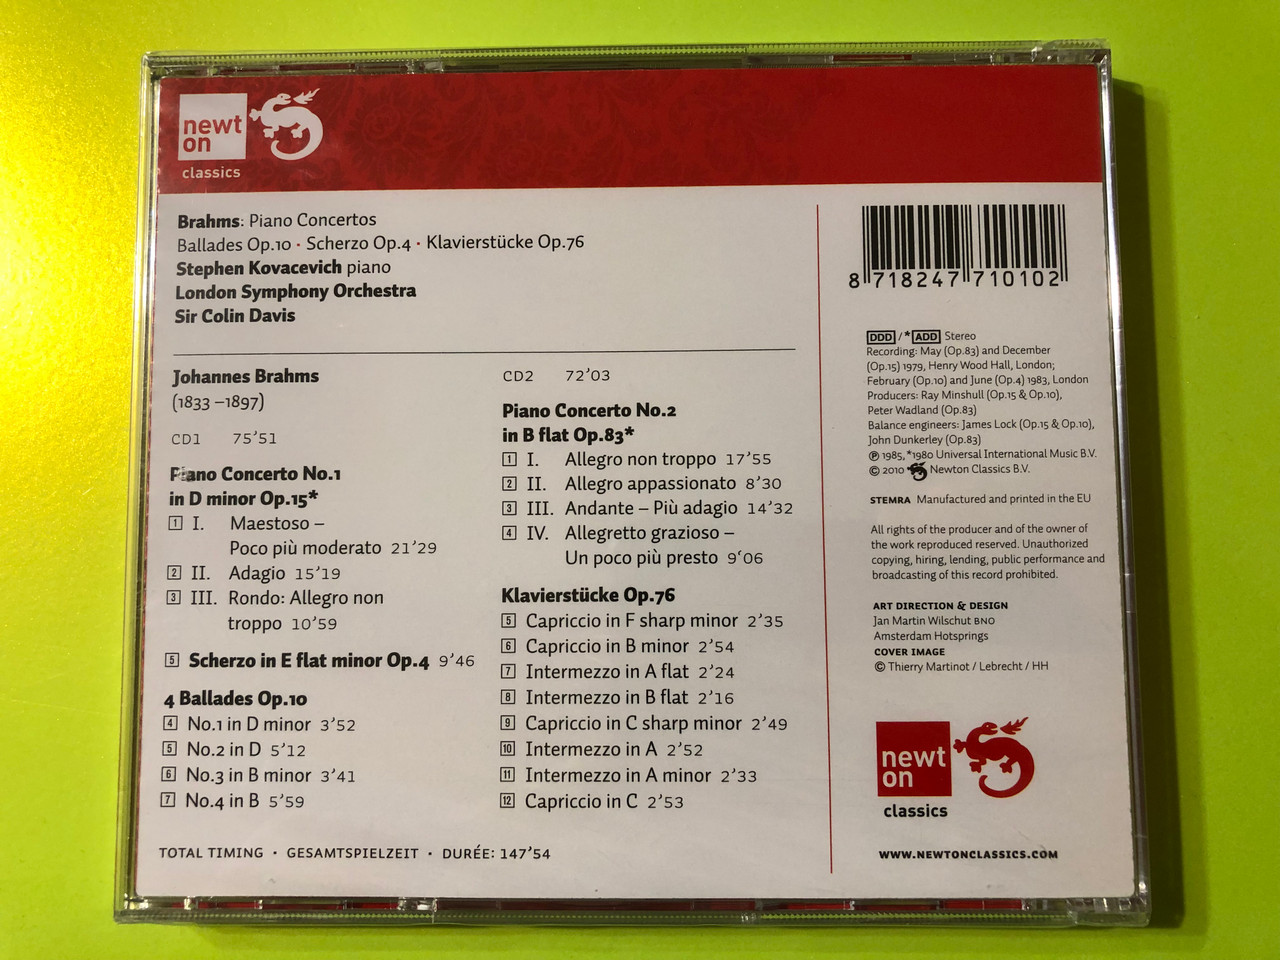 newt
on
classics
Brahms: Piano Concertos
Ballades Op.10 · Scherzo Op.4 · Klavierstücke Op.76
Stephen Kovacevich piano
London Symphony Orchestra
Sir Colin Davis
Johannes Brahms
(1833–1897)
CD1 75’51
Piano Concerto No.1
in D minor Op.15*
1 I. Maestoso –
Poco più moderato 21’29
2 II. Adagio 15’19
3 III. Rondo: Allegro non
troppo 10’59
5 Scherzo in E flat minor Op.4 9’46
4 Ballades Op.10
4 No.1 in D minor 3’52
5 No.2 in D 5’12
6 No.3 in B minor 3’41
7 No.4 in B 5’59
TOTAL TIMING · GESAMTSPIELZEIT · DURÉE: 147’54
CD2 72’03
Piano Concerto No.2
in B flat Op.83*
1 I. Allegro non troppo 17’55
2 II. Allegro appassionato 8’30
3 III. Andante – Più adagio 14’32
4 IV. Allegretto grazioso –
Un poco più presto 9‘06
Klavierstücke Op.76
5 Capriccio in F sharp minor 2’35
6 Capriccio in B minor 2’54
7 Intermezzo in A flat 2’24
8 Intermezzo in B flat 2’16
9 Capriccio in C sharp minor 2’49
10 Intermezzo in A 2’52
11 Intermezzo in A minor 2’33
12 Capriccio in C 2’53
8 718247 710102
DDD / *ADD Stereo
Recording: May (Op.83) and December
(Op.15) 1979, Henry Wood Hall, London;
February (Op.10) and June (Op.4) 1983, London
Producers: Ray Minshull (Op.15 & Op.10),
Peter Wadland (Op.83)
Balance engineers: James Lock (Op.15 & Op.10),
John Dunkerley (Op.83)
℗ 1985, *1980 Universal International Music B.V.
© 2010 Newton Classics B.V.
STEMRA Manufactured and printed in the EU
All rights of the producer and of the owner of
the work reproduced reserved. Unauthorized
copying, hiring, lending, public performance and
broadcasting of this record prohibited.
ART DIRECTION & DESIGN
Jan Martin Wilschut BNO
Amsterdam Hotsprings
COVER IMAGE
© Thierry Martinot / Lebrecht / HH
newt
on
classics
WWW.NEWTONCLASSICS.COM